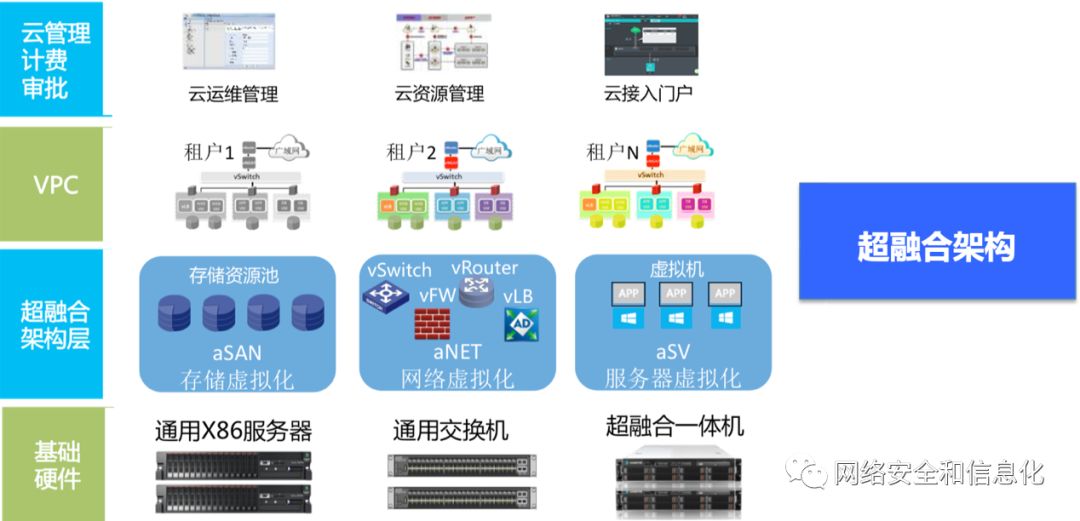 云管理
计费
审批
云运维管理
云资源管理
云接入门户
VPC
租户1
广域网
vSwitch
租户2
广域网
vSwitch
租户N
广域网
vSwitch
超融合架构
超融合
架构层
存储资源池
aSAN
存储虚拟化
vSwitch
vRouter
vFW
vLB
SWITCH
AD
aNET
网络虚拟化
虚拟机
APP
APP
APP
aSV
服务器虚拟化
基础
硬件
通用X86服务器
通用交换机
超融合一体机
网络安全和信息化